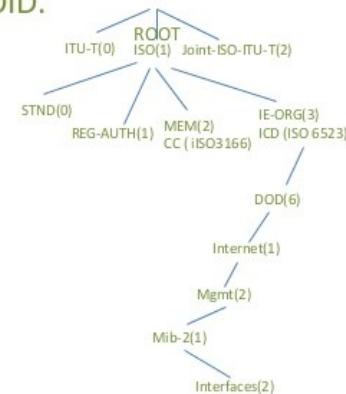 OID.
ROOT
ITU-T(0) ISO(1) Joint-ISO-ITU-T(2)
STND(0)
REG-AUTH(1)
MEM(2)
CC ( iISO3166)
IE-ORG(3)
ICD (ISO 6523)
DOD(6)
Internet(1)
Mgmt(2)
Mib-2(1)
Interfaces(2)